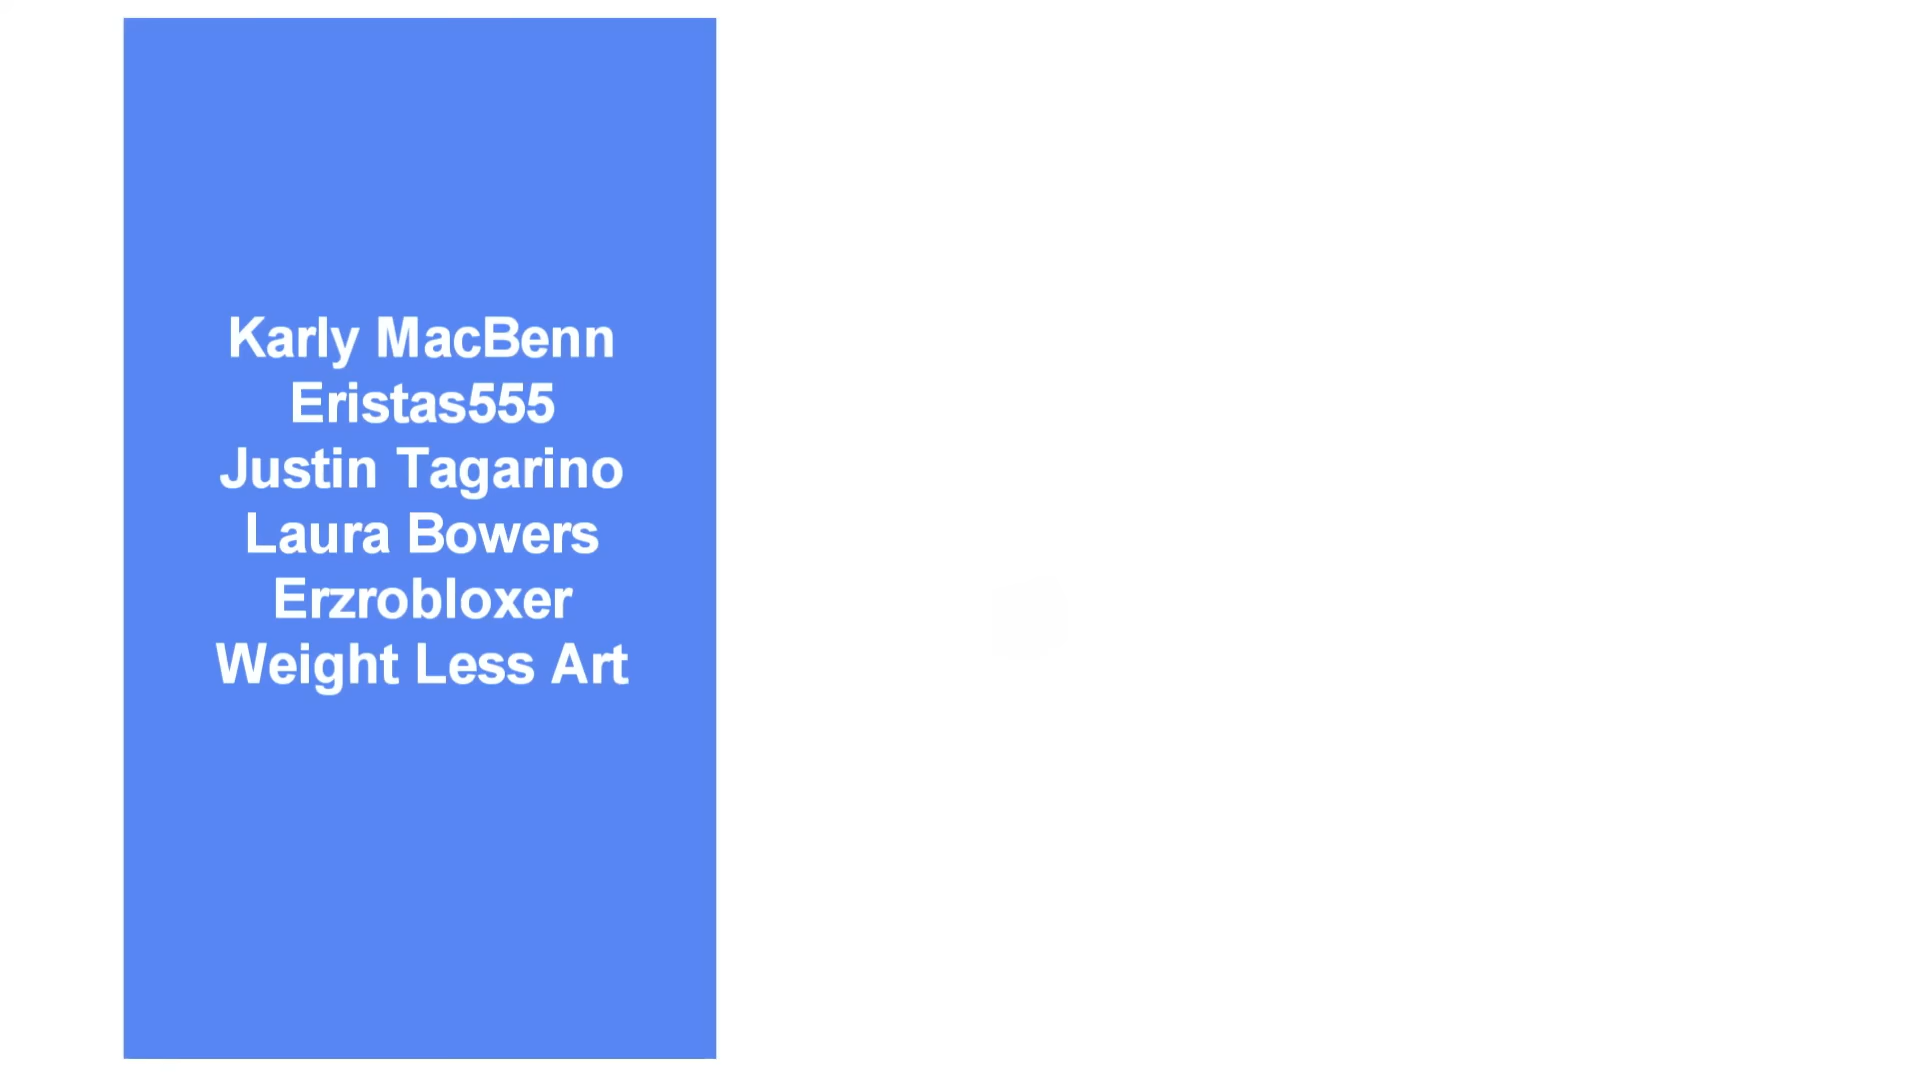 Karly MacBenn
Eristas555
Justin Tagarino
Laura Bowers
Erzrobloxer
Weight Less Art